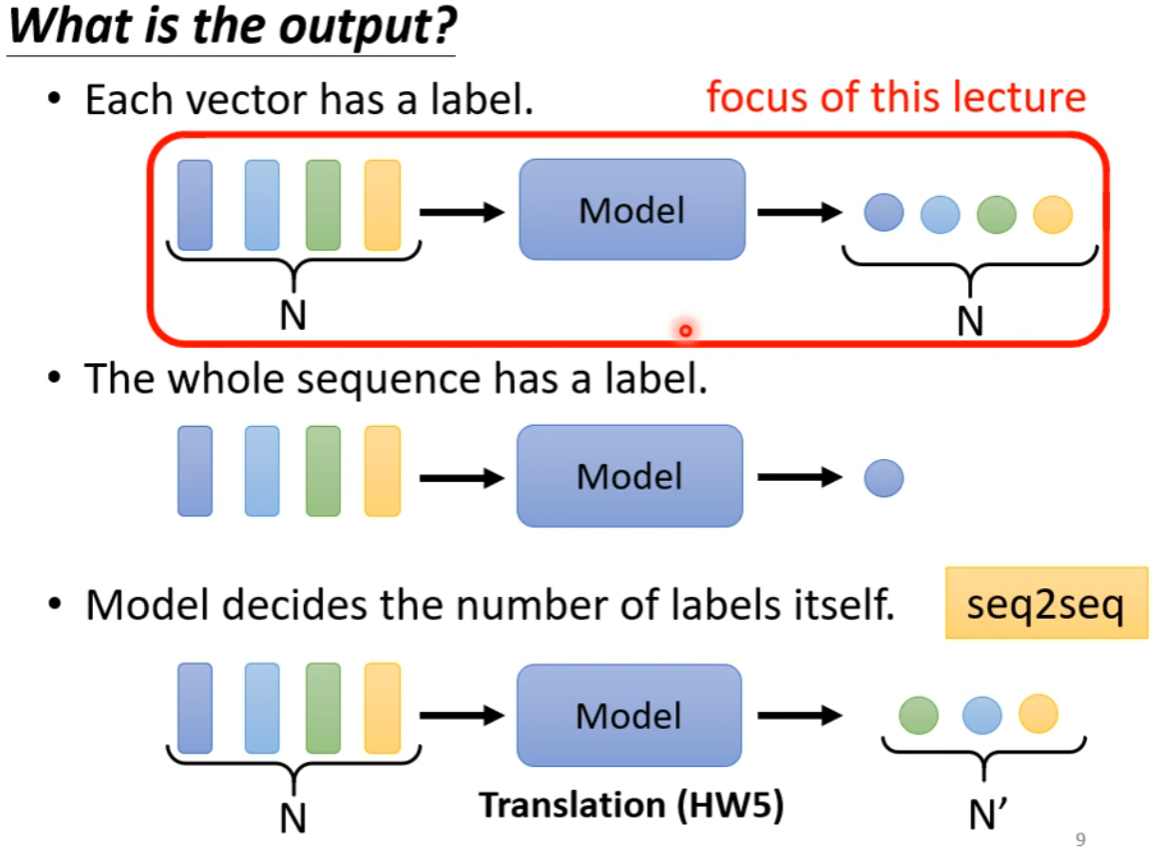 What is the output?
• Each vector has a label.
focus of this lecture
Model
N
N
• The whole sequence has a label.
Model
• Model decides the number of labels itself.
seq2seq
Model
Translation (HW5)
N
N’
9